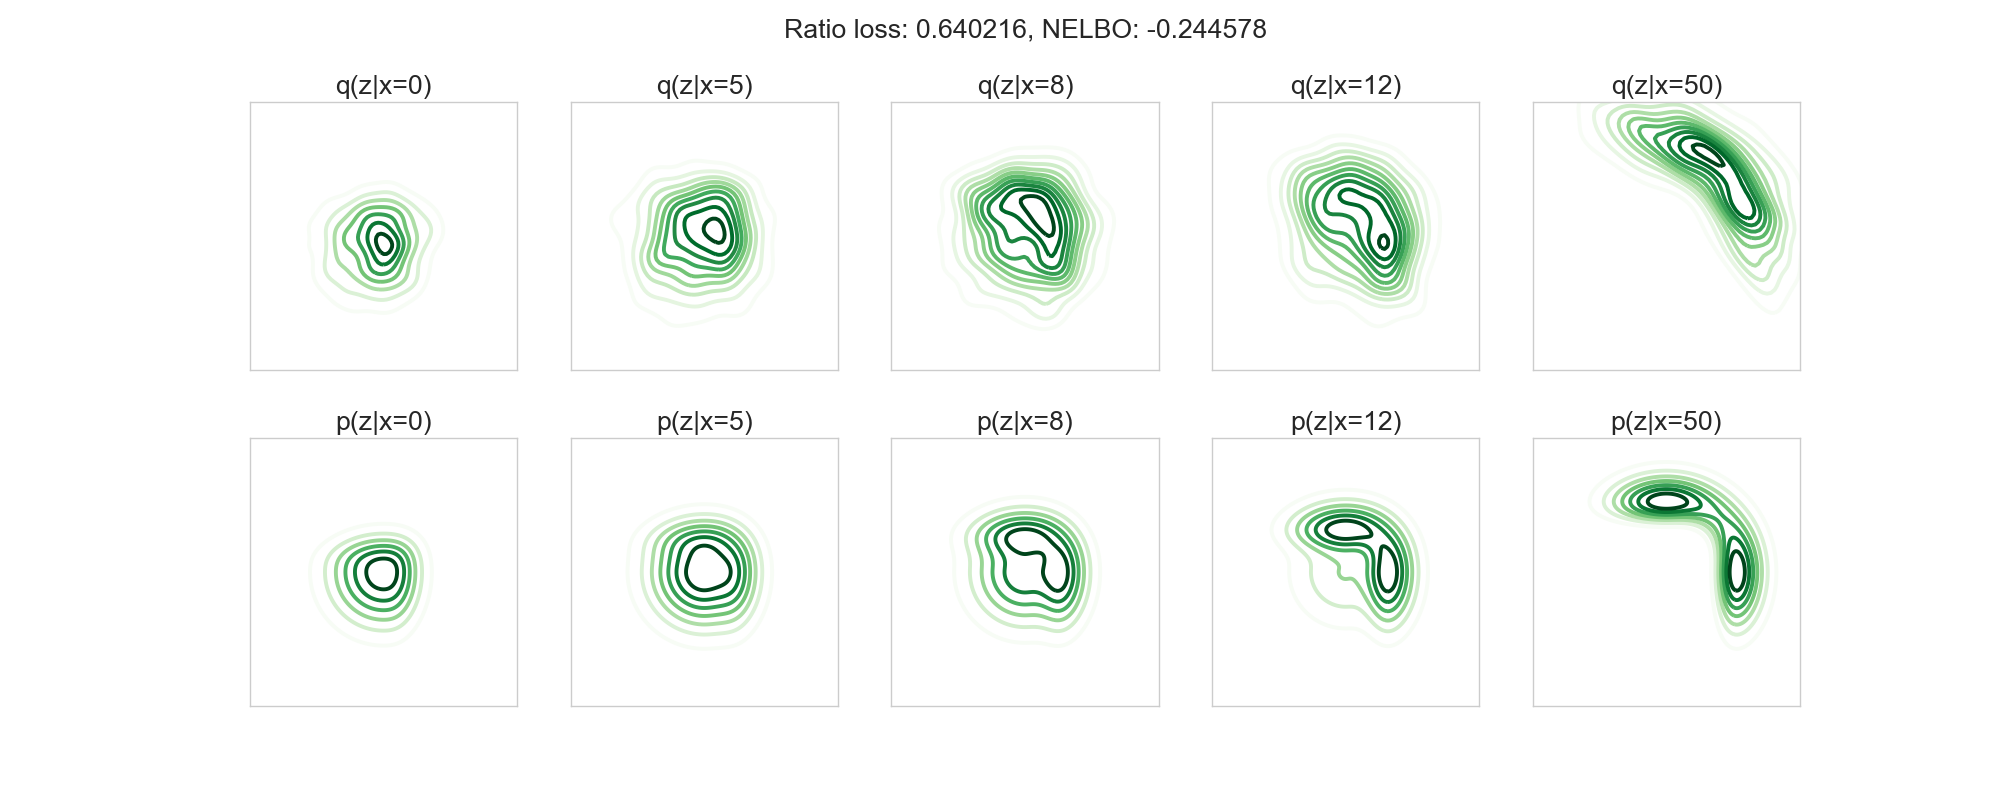 Ratio loss: 0.640216, NELBO: -0.244578
q(z|x=0) q(z|x=5) q(z|x=8) q(z|x=12) q(z|x=50)
p(z|x=0) p(z|x=5) p(z|x=8) p(z|x=12) p(z|x=50)